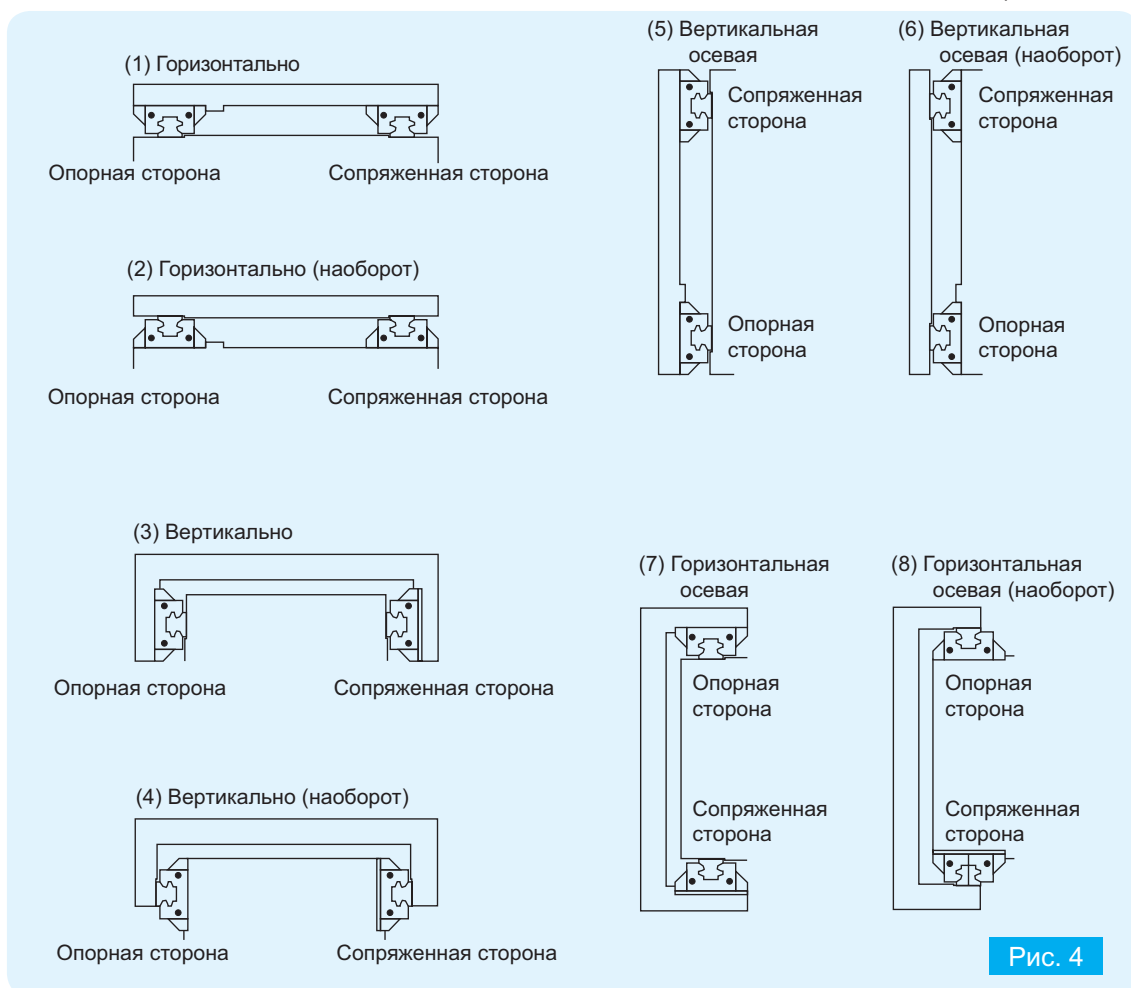 (1) Горизонтально
Опорная сторона
Сопряженная сторона
(2) Горизонтально (наоборот)
Опорная сторона
Сопряженная сторона
(3) Вертикально
Опорная сторона
Сопряженная сторона
(4) Вертикально (наоборот)
Опорная сторона
Сопряженная сторона
(5) Вертикальная
осевая
Сопряженная
сторона
Опорная
сторона
(6) Вертикальная
осевая (наоборот)
Сопряженная
сторона
Опорная
сторона
(7) Горизонтальная
осевая
Опорная
сторона
Сопряженная
сторона
(8) Горизонтальная
осевая (наоборот)
Опорная
сторона
Сопряженная
сторона
Рис. 4